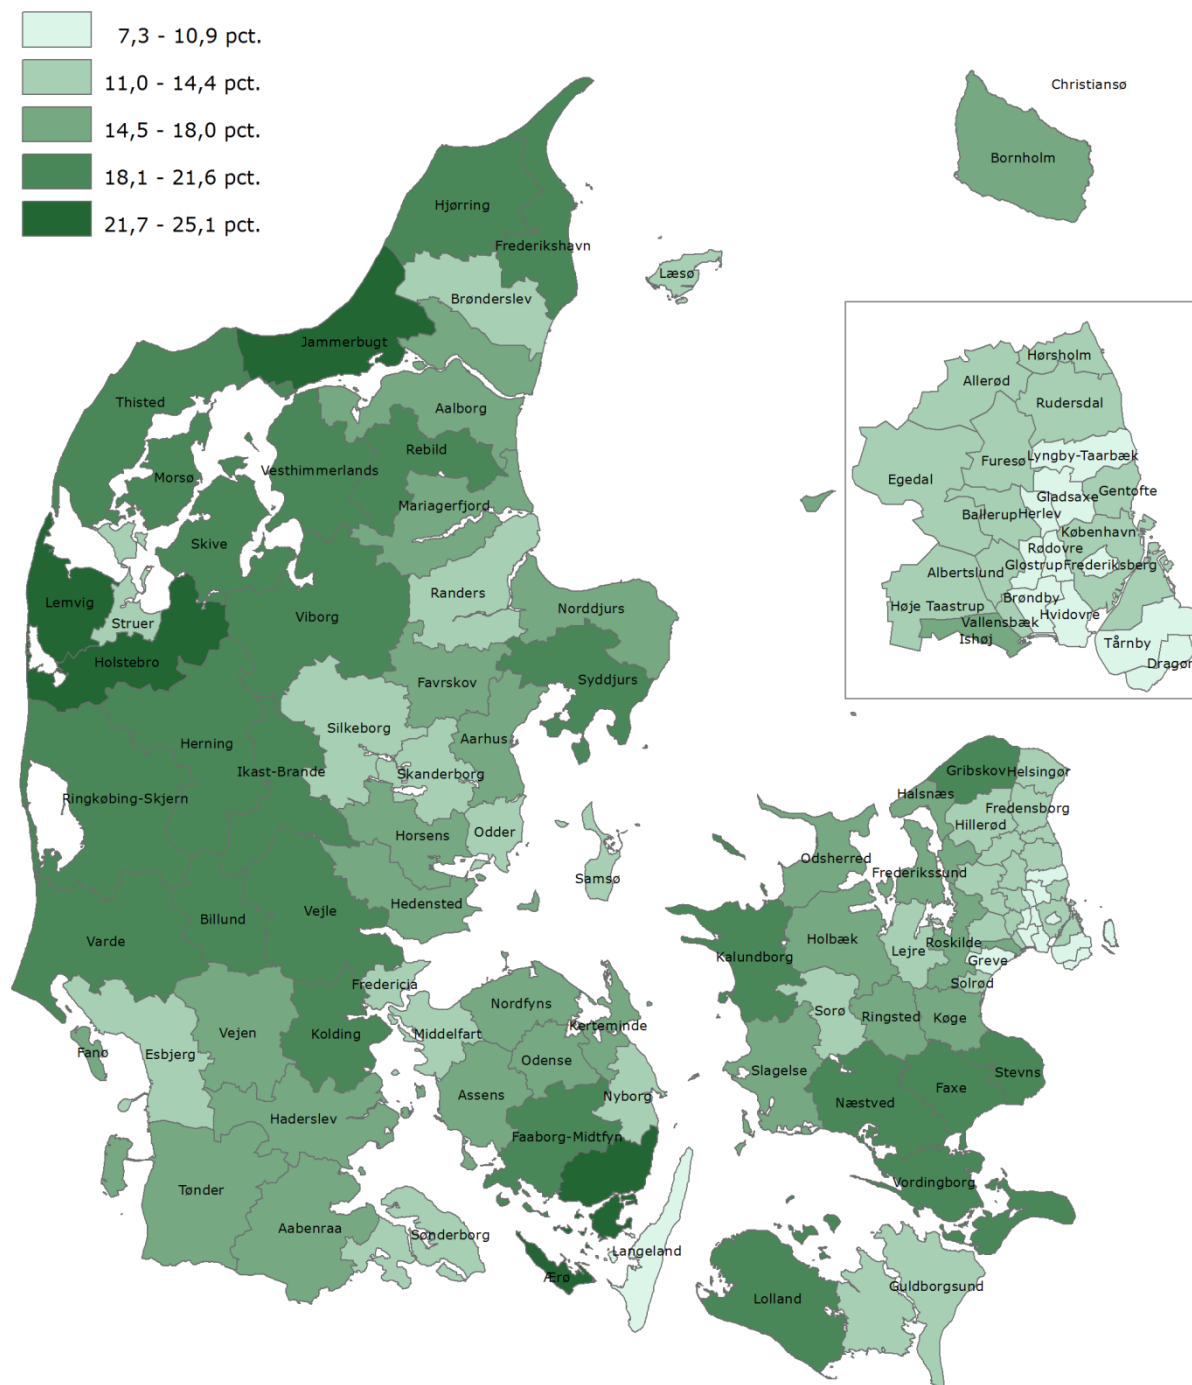 7,3 - 10,9 pct.
11,0 - 14,4 pct.
14,5 - 18,0 pct.
18,1 - 21,6 pct.
21,7 - 25,1 pct.
Christiansø
Bornholm
Hjørring
Frederikshavn
Læsø
Brønderslev
Jammerbugt
Thisted
Aalborg
Rebild
Vesthimmerlands
Morsø
Mariagerfjord
Skive
Lemvig
Struer
Holstebro
Viborg
Randers
Norddjurs
Syddjurs
Favrskov
Silkeborg
Aarhus
Herning
Ikast-Brande
Skanderborg
Ringkøbing-Skjern
Horsens
Odder
Samsø
Hedensted
Billund
Vejle
Varde
Fredericia
Vejen
Kolding
Esbjerg
Fanø
Haderslev
Tønder
Aabenraa
Sønderborg
Nordfyns
Middelfart
Kerteminde
Odense
Assens
Nyborg
Faaborg-Midtfyn
Langeland
Ærø
Hørsholm
Allerød
Rudersdal
Furesø
Lyngby-Taarbæk
Egedal
Gladsaxe
Gentofte
Ballerup
Herlev
København
Rødovre
Glostrup
Frederiksberg
Albertslund
Brøndby
Høje Taastrup
Hvidovre
Vallensbæk
Ishøj
Tårnby
Dragør
Gribskov
Helsingør
Halsnæs
Fredensborg
Hillerød
Odsherred
Frederikssund
Holbæk
Roskilde
Lejre
Kalundborg
Greve
Solrød
Sorø
Ringsted
Køge
Slagelse
Stevns
Faxe
Næstved
Vordingborg
Guldborgsund
Lolland